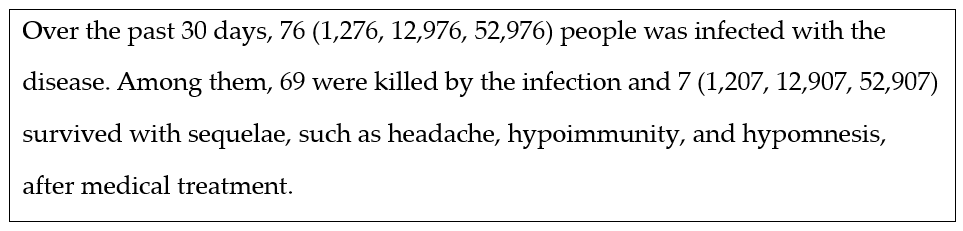 Over the past 30 days, 76 (1,276, 12,976, 52,976) people was infected with the
disease. Among them, 69 were killed by the infection and 7 (1,207, 12,907, 52,907)
survived with sequelae, such as headache, hypoimmunity, and hypomnesis,
after medical treatment.